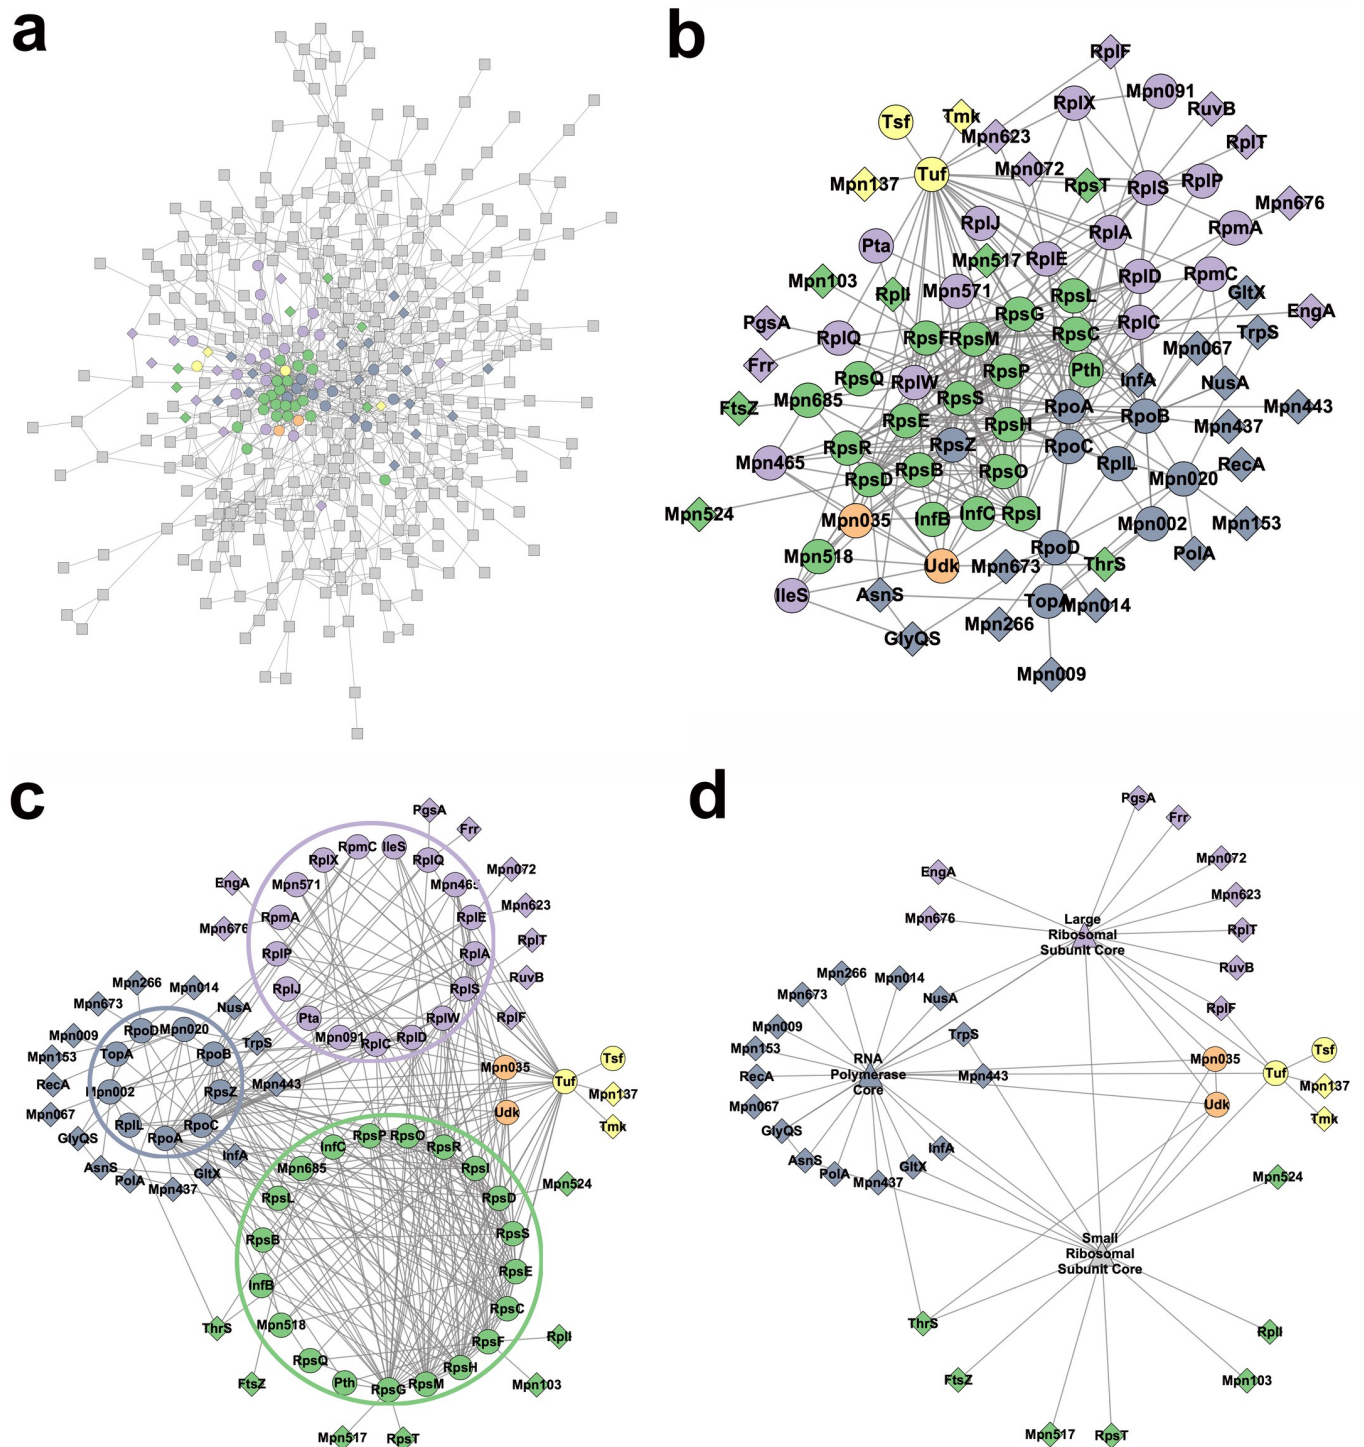 a
b
RplF
Mpn091
RplX
RuvB
Tsf
Tmk
Mpn623
RplT
Mpn072
Tuf
Mpn137
RpsT
RplS
RplP
Mpn676
RplJ
RplA
RpmA
Pta
RplE
Mpn517
Mpn103
RplI
Mpn571
RplD
RpmC
GltX
RpsL
RpsG
EngA
PgsA
RplC
RplQ
RpsF
RpsM
RpsC
TrpS
Mpn067
Frr
RpsQ
RplW
RpsP
Pth
InfA
NusA
FtsZ
Mpn685
RpsS
RpoA
RpoB
Mpn443
RpsE
RpsH
Mpn437
RpsR
RpsZ
RpoC
Mpn465
RplL
RecA
RpsD
RpsB
RpsO
Mpn020
Mpn524
Mpn035
InfB
InfC
RpsI
Mpn002
Mpn153
Mpn518
RpoD
PolA
Udk
Mpn673
ThrS
IleS
AsnS
TopA
Mpn014
Mpn266
GlyQS
Mpn009
c
PgsA
Frr
RpmC
IleS
RplX
RplQ
Mpn072
EngA
Mpn571
Mpn465
Mpn623
RpmA
RplE
Mpn676
RplP
RplA
RplT
RplJ
RplS
RuvB
Mpn266
Mpn014
Mpn673
NusA
Pta
RplW
RplF
Mpn009
RpoD
Mpn020
Mpn091
RplC
RplD
TrpS
Mpn153
TopA
RpoB
Mpn035
Tsf
RecA
Mpn002
RpsZ
Mpn443
Tuf
Mpn137
Mpn067
RplL
RpoA
RpoC
Udk
Tmk
GlyQS
InfA
InfC
RpsP
RpsO
RpsR
AsnS
PolA
Mpn437
GltX
Mpn685
RpsI
Mpn524
RpsL
RpsD
RpsB
RpsS
InfB
RpsE
ThrS
Mpn518
RpsC
RpsF
RplI
RpsQ
RpsH
FtsZ
Pth
RpsG
RpsM
Mpn103
Mpn517
RpsT
d
PgsA
Frr
Mpn072
EngA
Mpn623
Mpn676
Large
Ribosomal
Subunit Core
RplT
RuvB
Mpn266
Mpn014
Mpn673
NusA
RplF
Mpn009
TrpS
Mpn153
RNA
Polymerase
Core
Mpn035
Tsf
RecA
Mpn443
Tuf
Mpn137
Mpn067
Udk
Tmk
GlyQS
InfA
AsnS
PolA
Mpn437
GltX
Mpn524
Small
Ribosomal
Subunit Core
ThrS
RplI
FtsZ
Mpn103
Mpn517
RpsT